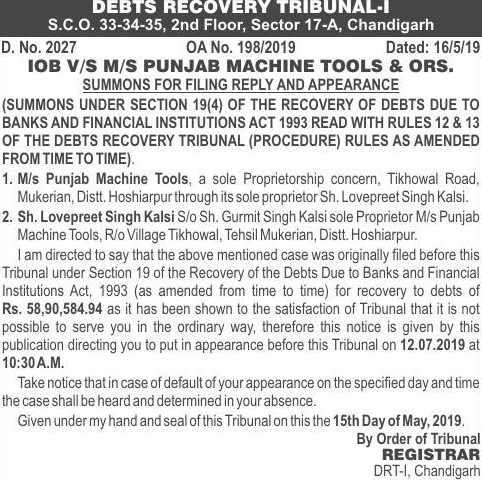 DEBTS RECOVERY TRIBUNAL-I
S.C.O. 33-34-35, 2nd Floor, Sector 17-A, Chandigarh
D. No. 2027 OA No. 198/2019 Dated: 16/5/19
IOB V/S M/S PUNJAB MACHINE TOOLS & ORS.
SUMMONS FOR FILING REPLY AND APPEARANCE
(SUMMONS UNDER SECTION 19(4) OF THE RECOVERY OF DEBTS DUE TO
BANKS AND FINANCIAL INSTITUTIONS ACT 1993 READ WITH RULES 12 & 13
OF THE DEBTS RECOVERY TRIBUNAL (PROCEDURE) RULES AS AMENDED
FROM TIME TO TIME).
1. M/s Punjab Machine Tools, a sole Proprietorship concern, Tikhowal Road,
Mukerian, Distt. Hoshiarpur through its sole proprietor Sh. Lovepreet Singh Kalsi.
2. Sh. Lovepreet Singh Kalsi S/o Sh. Gurmit Singh Kalsi sole Proprietor M/s Punjab
Machine Tools, R/o Village Tikhowal, Tehsil Mukerian, Distt. Hoshiarpur.
I am directed to say that the above mentioned case was originally filed before this
Tribunal under Section 19 of the Recovery of the Debts Due to Banks and Financial
Institutions Act, 1993 (as amended from time to time) for recovery to debts of
Rs. 58,90,584.94 as it has been shown to the satisfaction of Tribunal that it is not
possible to serve you in the ordinary way, therefore this notice is given by this
publication directing you to put in appearance before this Tribunal on 12.07.2019 at
10:30 A.M.
Take notice that in case of default of your appearance on the specified day and time
the case shall be heard and determined in your absence.
Given under my hand and seal of this Tribunal on this the 15th Day of May, 2019.
By Order of Tribunal
REGISTRAR
DRT-I, Chandigarh